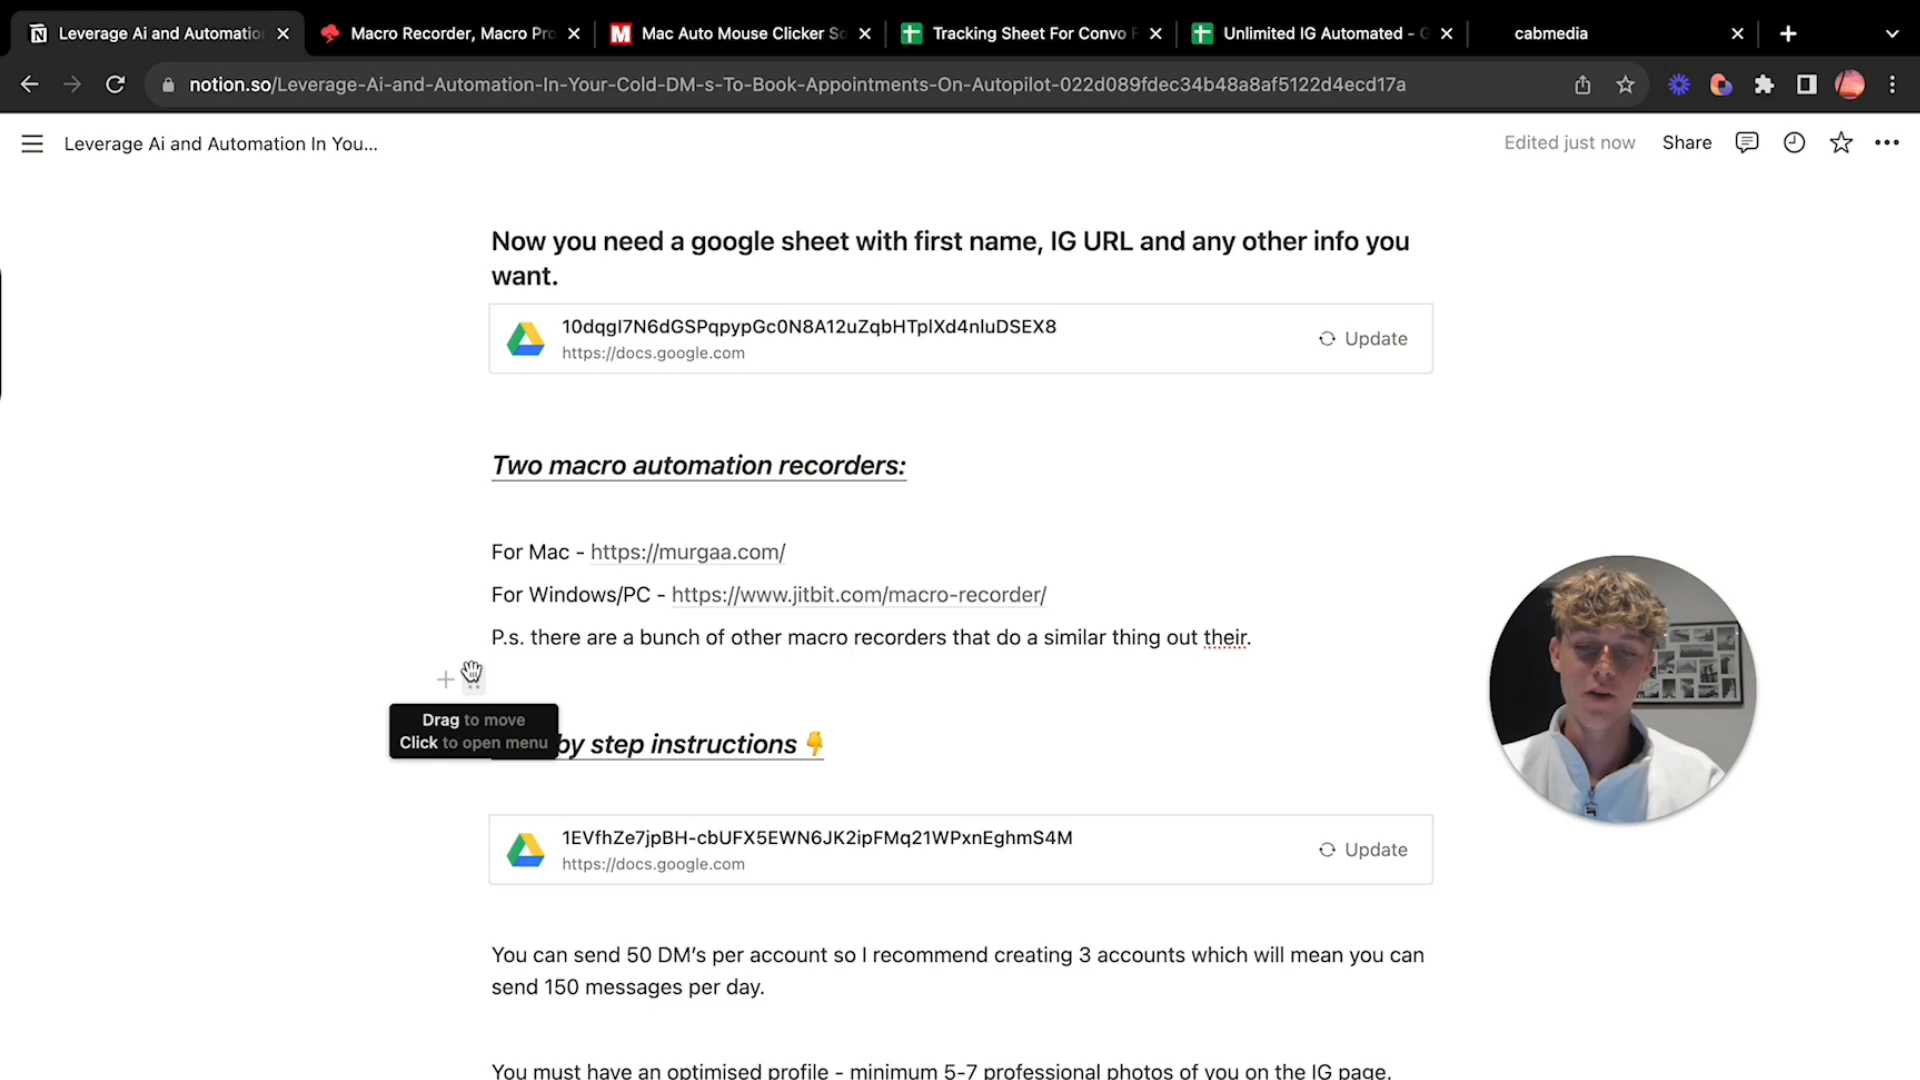 Leverage Ai and Automatio
Macro Recorder, Macro Pro
Mac Auto Mouse Clicker So
Tracking Sheet For Convo F
Unlimited IG Automated - G
cabmedia
notion.so/Leverage-Ai-and-Automation-In-Your-Cold-DM-s-To-Book-Appointments-On-Autopilot-022d089fdec34b48a8af5122d4ecd17a
Leverage Ai and Automation In You...
Edited just now
Share
Now you need a google sheet with first name, IG URL and any other info you
want.
10dqgI7N6dGSPqpypGc0N8A12uZqbHTplXd4nluDSEX8
https://docs.google.com
Update
Two macro automation recorders:
For Mac - https://murgaa.com/
For Windows/PC - https://www.jitbit.com/macro-recorder/
P.s. there are a bunch of other macro recorders that do a similar thing out their.
Drag to move
Click to open menu
by step instructions 👇
1EVfhZe7jpBH-cbUFX5EWN6JK2ipFMq21WPxnEghmS4M
https://docs.google.com
Update
You can send 50 DM’s per account so I recommend creating 3 accounts which will mean you can
send 150 messages per day.
You must have an optimised profile - minimum 5-7 professional photos of you on the IG page.